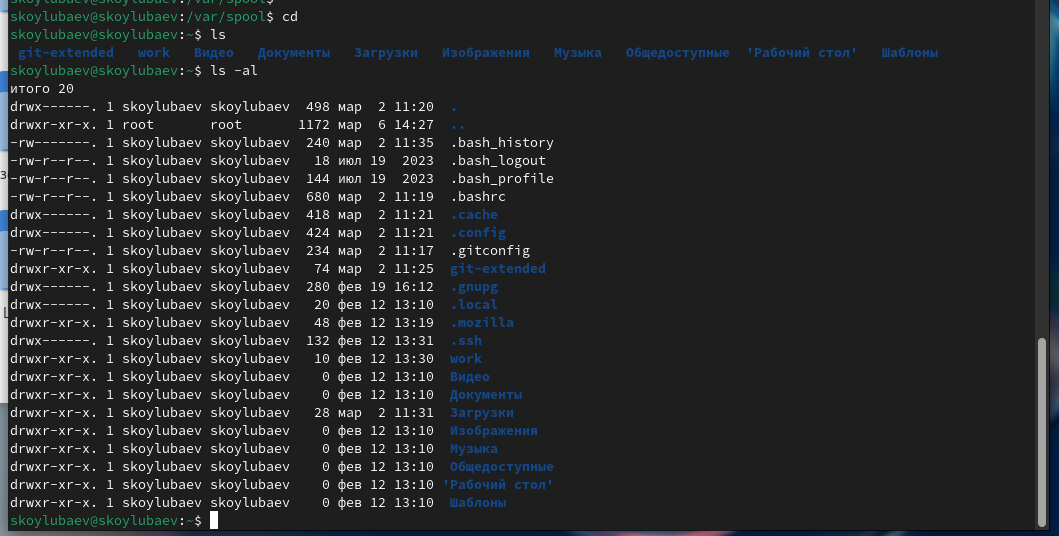 skoylubaev@skoylubaev:/var/spool$
skoylubaev@skoylubaev:/var/spool$ cd
skoylubaev@skoylubaev:~$ ls
git-extended work Видео Документы Загрузки Изображения Музыка Общедоступные 'Рабочий стол' Шаблоны
skoylubaev@skoylubaev:~$ ls -al
итого 20
drwx------. 1 skoylubaev skoylubaev 498 мар 2 11:20 .
drwxr-xr-x. 1 root root 1172 мар 6 14:27 ..
-rw-------. 1 skoylubaev skoylubaev 240 мар 2 11:35 .bash_history
-rw-r--r--. 1 skoylubaev skoylubaev 18 июл 19 2023 .bash_logout
-rw-r--r--. 1 skoylubaev skoylubaev 144 июл 19 2023 .bash_profile
-rw-r--r--. 1 skoylubaev skoylubaev 680 мар 2 11:19 .bashrc
drwx------. 1 skoylubaev skoylubaev 418 мар 2 11:21 .cache
drwx------. 1 skoylubaev skoylubaev 424 мар 2 11:21 .config
-rw-r--r--. 1 skoylubaev skoylubaev 234 мар 2 11:17 .gitconfig
drwxr-xr-x. 1 skoylubaev skoylubaev 74 мар 2 11:25 git-extended
drwx------. 1 skoylubaev skoylubaev 280 фев 19 16:12 .gnupg
drwx------. 1 skoylubaev skoylubaev 20 фев 12 13:10 .local
drwxr-xr-x. 1 skoylubaev skoylubaev 48 фев 12 13:19 .mozilla
drwx------. 1 skoylubaev skoylubaev 132 фев 12 13:31 .ssh
drwxr-xr-x. 1 skoylubaev skoylubaev 10 фев 12 13:30 work
drwxr-xr-x. 1 skoylubaev skoylubaev 0 фев 12 13:10 Видео
drwxr-xr-x. 1 skoylubaev skoylubaev 0 фев 12 13:10 Документы
drwxr-xr-x. 1 skoylubaev skoylubaev 28 мар 2 11:31 Загрузки
drwxr-xr-x. 1 skoylubaev skoylubaev 0 фев 12 13:10 Изображения
drwxr-xr-x. 1 skoylubaev skoylubaev 0 фев 12 13:10 Музыка
drwxr-xr-x. 1 skoylubaev skoylubaev 0 фев 12 13:10 Общедоступные
drwxr-xr-x. 1 skoylubaev skoylubaev 0 фев 12 13:10 'Рабочий стол'
drwxr-xr-x. 1 skoylubaev skoylubaev 0 фев 12 13:10 Шаблоны
skoylubaev@skoylubaev:~$